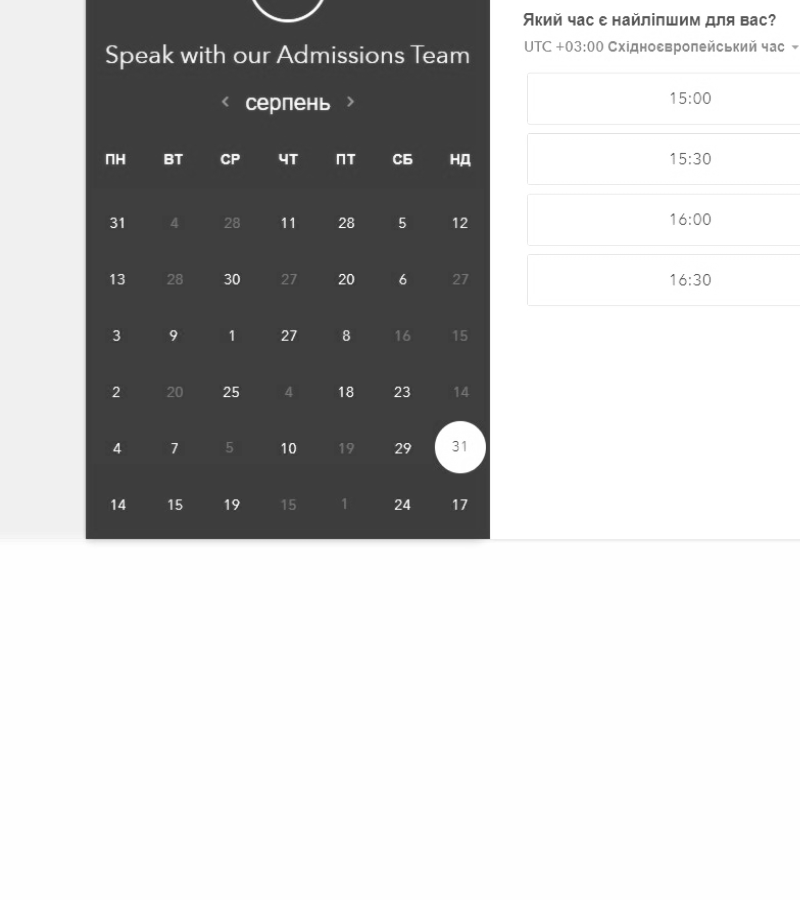 Speak with our Admissions Team
серпень
ПН ВТ СР ЧТ ПТ СБ НД
31 4 28 11 28 5 12
13 28 30 27 20 6 27
3 9 1 27 8 16 15
2 20 25 4 18 23 14
4 7 5 10 19 29 31
14 15 19 15 1 24 17
Який час є найліпшим для вас?
UTC +03:00 Східноєвропейський час
15:00
15:30
16:00
16:30